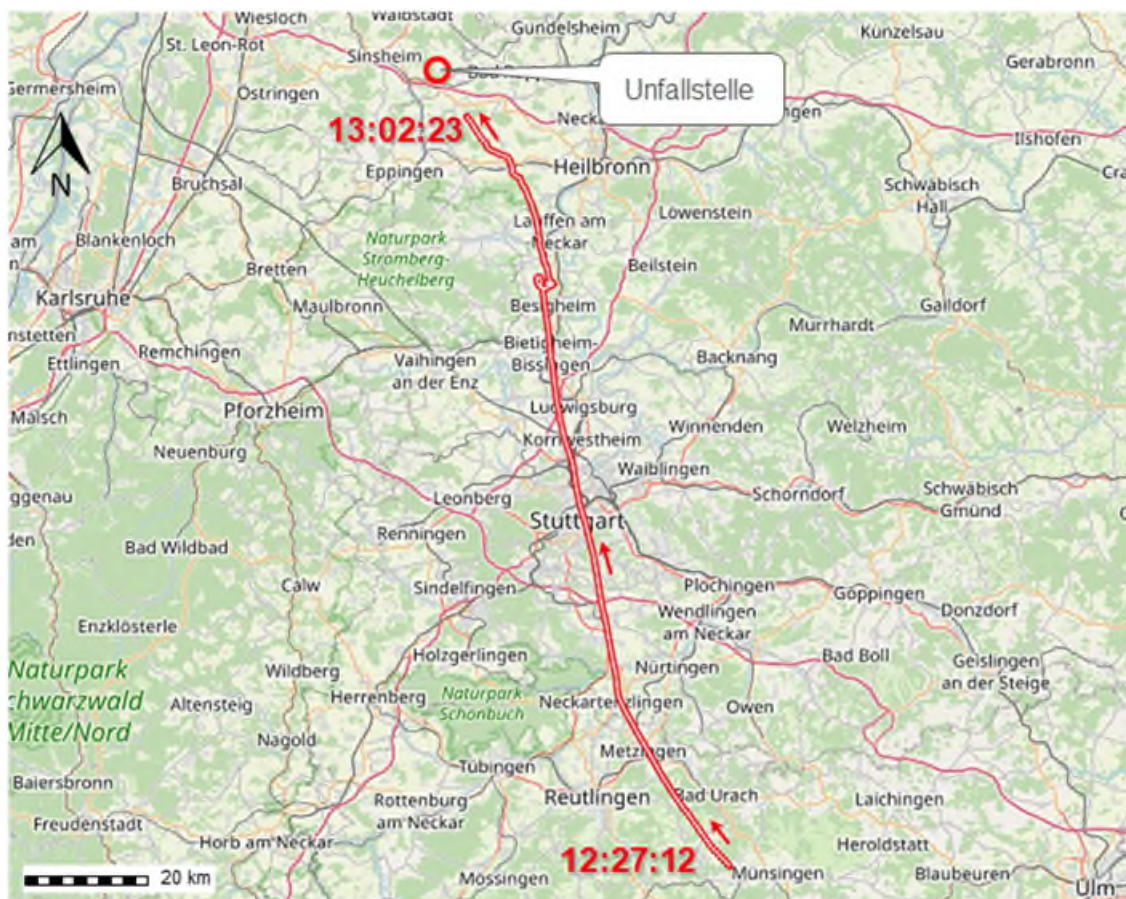 Wiesloch
Waibstadt
Gundelsheim
Künzelsau
St. Leon-Rot
Sinsheim
Unfallstelle
Gerabronn
Germersheim
Östringen
13:02:23
Ilshofen
N
Eppingen
Heilbronn
Bruchsal
Schwäbisch
Hall
Lauffen am
Neckar
Löwenstein
Blankenloch
Naturpark
Stromberg-
Heuchelberg
Bretten
Beilstein
Karlsruhe
Maulbronn
Besigheim
Gaildorf
Murrhardt
Remchingen
Bietigheim-
Bissingen
Ettlingen
Vaihingen
an der Enz
Backnang
Malsch
Pforzheim
Ludwigsburg
Winnenden
Welzheim
Neuenburg
Kornwestheim
Waiblingen
ggenau
Leonberg
Schorndorf
Schwäbisch
Gmünd
Stuttgart
Renningen
Bad Wildbad
Calw
Sindelfingen
Plochingen
Göppingen
Donzdorf
Enzklösterle
Wendlingen
am Neckar
Holzgerlingen
Bad Boll
Geislingen
an der Steige
Nürtingen
Naturpark
Schwarzwald
Mitte/Nord
Wildberg
Altensteig
Herrenberg
Naturpark
Schönbuch
Neckartenzlingen
Owen
Nagold
Metzingen
Baiersbronn
Tübingen
Reutlingen
Bad Urach
Laichingen
Freudenstadt
Rottenburg
am Neckar
Horb am Neckar
Heroldstatt
12:27:12
Münsingen
Blaubeuren
20 km
Mössingen
Ulm